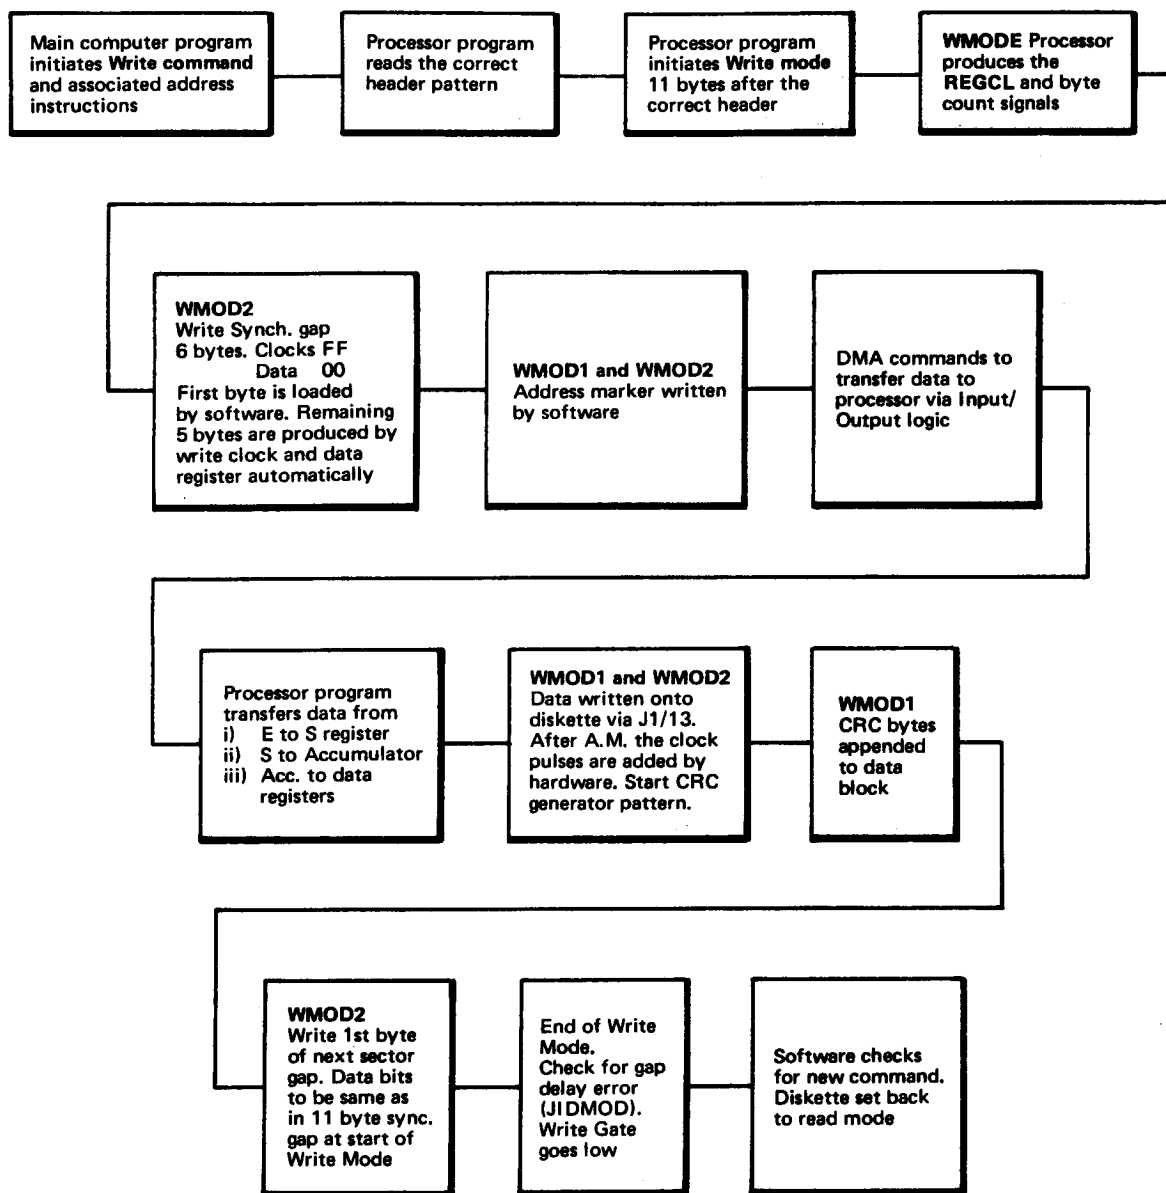 Main computer program
initiates Write command
and associated address
instructions
Processor program
reads the correct
header pattern
Processor program
initiates Write mode
11 bytes after the
correct header
WMODE Processor
produces the
REGCL and byte
count signals
WMOD2
Write Synch. gap
6 bytes. Clocks FF
Data 00
First byte is loaded
by software. Remaining
5 bytes are produced by
write clock and data
register automatically
WMOD1 and WMOD2
Address marker written
by software
DMA commands to
transfer data to
processor via Input/
Output logic
Processor program
transfers data from
i) E to S register
ii) S to Accumulator
iii) Acc. to data
registers
WMOD1 and WMOD2
Data written onto
diskette via J1/13.
After A.M. the clock
pulses are added by
hardware. Start CRC
generator pattern.
WMOD1
CRC bytes
appended
to data
block
WMOD2
Write 1st byte
of next sector
gap. Data bits
to be same as
in 11 byte sync.
gap at start of
Write Mode
End of Write
Mode.
Check for gap
delay error
(JIDMOD).
Write Gate
goes low
Software checks
for new command.
Diskette set back
to read mode